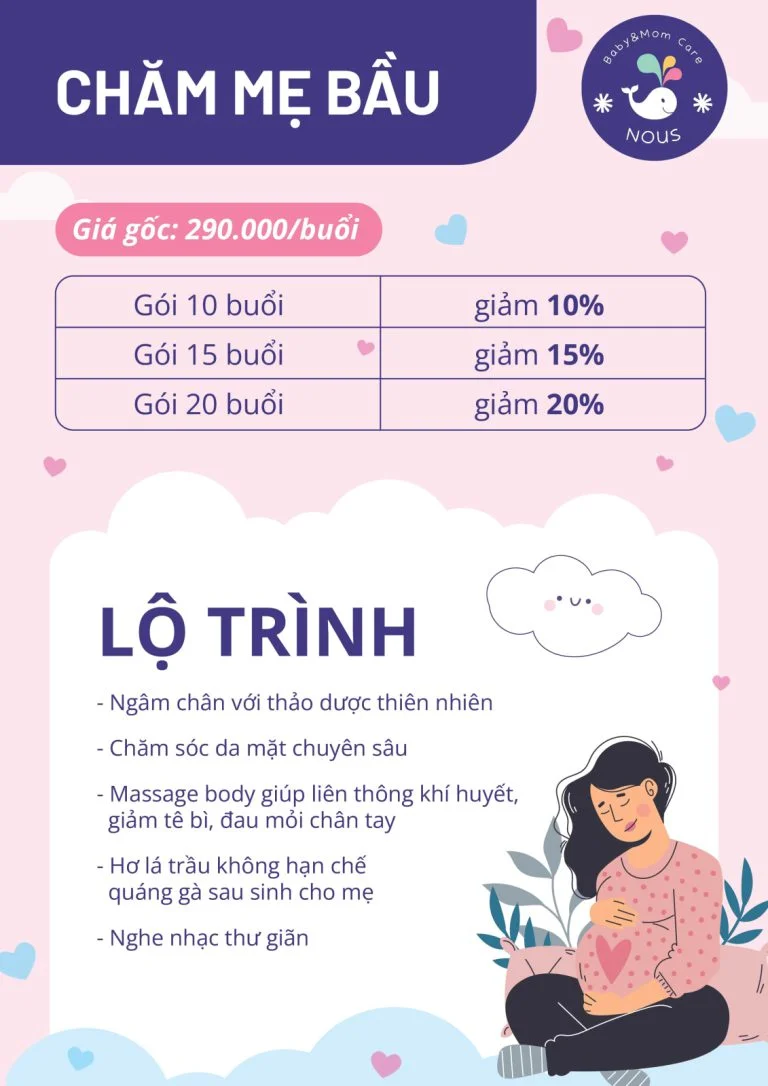 CHĂM MẸ BẦU
Baby&Mom Care
NOUS
Giá gốc: 290.000/buổi
Gói 10 buổi giảm 10%
Gói 15 buổi giảm 15%
Gói 20 buổi giảm 20%
LỘ TRÌNH
- Ngâm chân với thảo dược thiên nhiên
- Chăm sóc da mặt chuyên sâu
- Massage body giúp liên thông khí huyết,
giảm tê bì, đau mỏi chân tay
- Hơ lá trầu không hạn chế
quáng gà sau sinh cho mẹ
- Nghe nhạc thư giãn